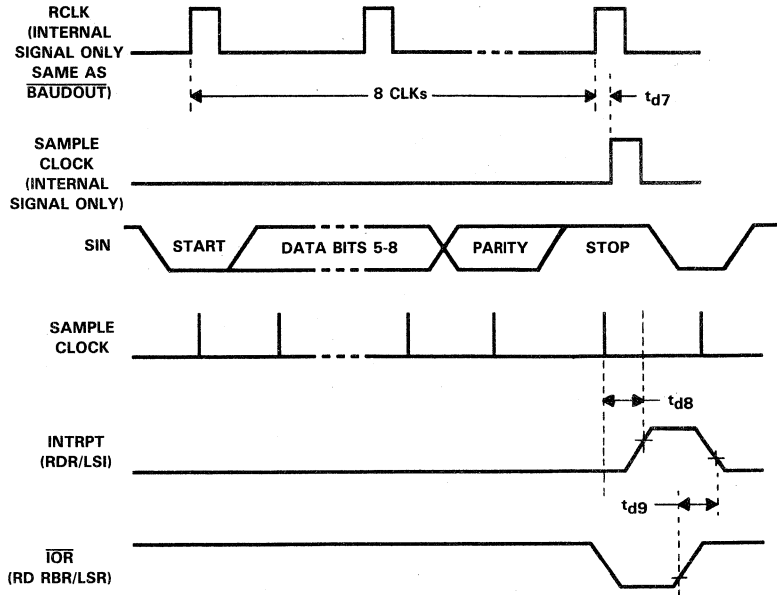 RCLK
(INTERNAL
SIGNAL ONLY
SAME AS
BAUDOUT)
8 CLKs
td7
SAMPLE
CLOCK
(INTERNAL
SIGNAL ONLY)
SIN
START
DATA BITS 5-8
PARITY
STOP
SAMPLE
CLOCK
td8
INTRPT
(RDR/LSI)
td9
IOR
(RD RBR/LSR)